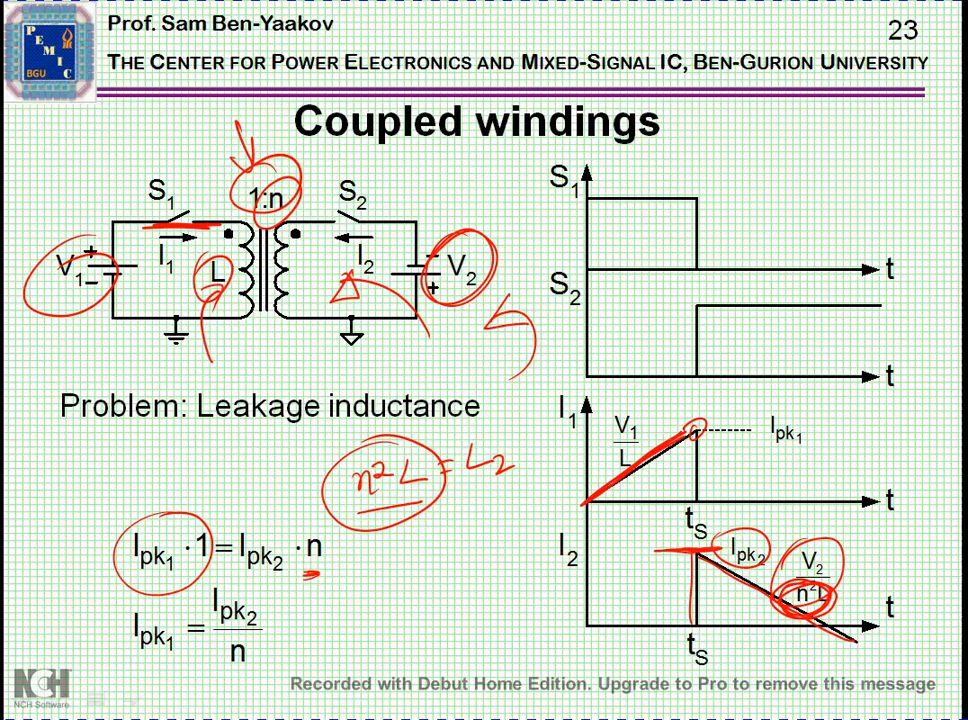 Prof. Sam Ben-Yaakov
23
THE CENTER FOR POWER ELECTRONICS AND MIXED-SIGNAL IC, BEN-GURION UNIVERSITY
PEMIC
BGU
Coupled windings
S1
1:n
S2
V1
+
−
I1
L
I2
−
V2
+
S1
t
S2
t
Problem: Leakage inductance
n²L = L2
Ipk1 · 1 = Ipk2 · n
Ipk1 = Ipk2 / n
I1
V1 / L
Ipk1
t
tS
I2
Ipk2
V2 / n²L
t
tS
NCH
NCH Software
Recorded with Debut Home Edition. Upgrade to Pro to remove this message